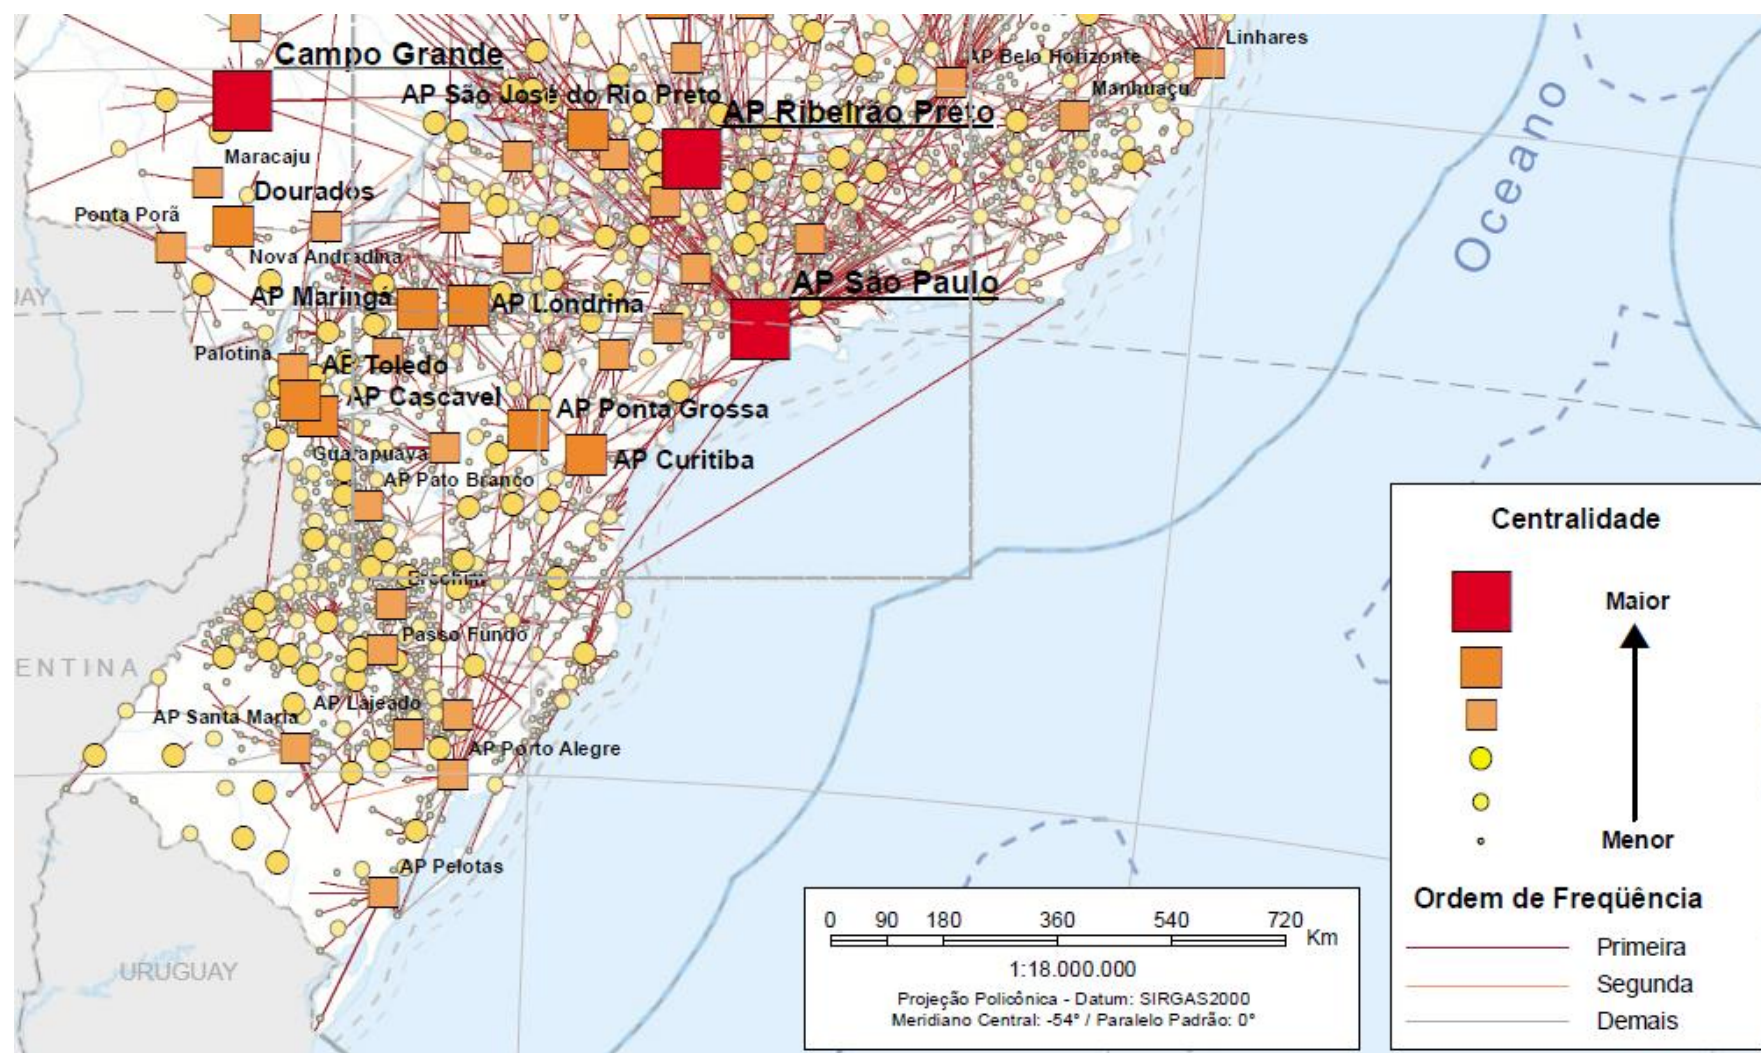 Linhares
Campo Grande
AP Belo Horizonte
AP São José do Rio Preto
Manhuaçu
AP Ribeirão Preto
Oceano
Maracaju
Dourados
Ponta Porã
Nova Andradina
AP São Paulo
AP Maringá
AP Londrina
UAY
Palotina
AP Toledo
AP Cascavel
AP Ponta Grossa
Guarapuava
AP Curitiba
AP Pato Branco
Erechim
Passo Fundo
ENTINA
AP Lajeado
AP Santa Maria
AP Porto Alegre
AP Pelotas
URUGUAY
Centralidade
Maior
Menor
Ordem de Freqüência
Primeira
Segunda
Demais
0 90 180 360 540 720
Km
1:18.000.000
Projeção Policônica - Datum: SIRGAS2000
Meridiano Central: -54° / Paralelo Padrão: 0°